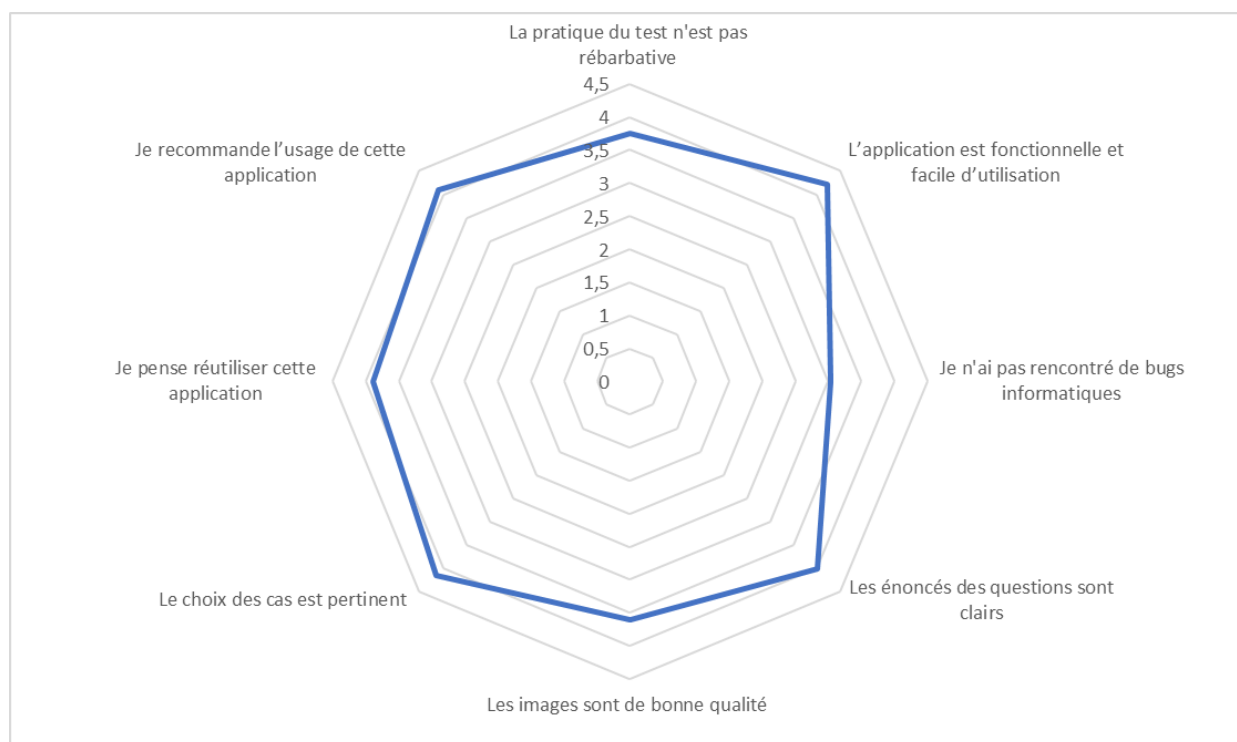 La pratique du test n'est pas
rébarbative
4,5
4
3,5
3
2,5
2
1,5
1
0,5
0
L’application est fonctionnelle et
facile d’utilisation
Je n'ai pas rencontré de bugs
informatiques
Les énoncés des questions sont
clairs
Les images sont de bonne qualité
Le choix des cas est pertinent
Je pense réutiliser cette
application
Je recommande l’usage de cette
application